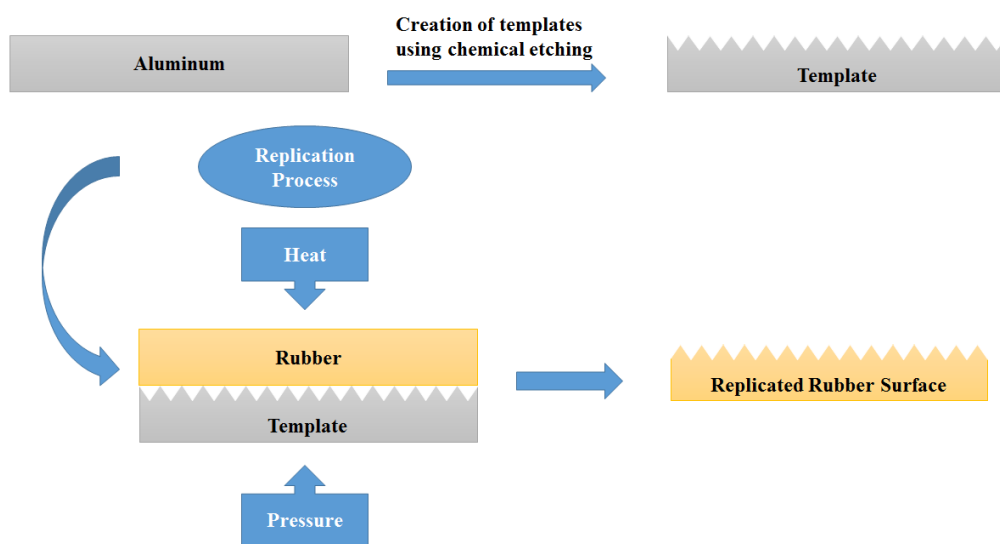 Creation of templates
using chemical etching
Aluminum
Template
Replication
Process
Heat
Rubber
Template
Replicated Rubber Surface
Pressure